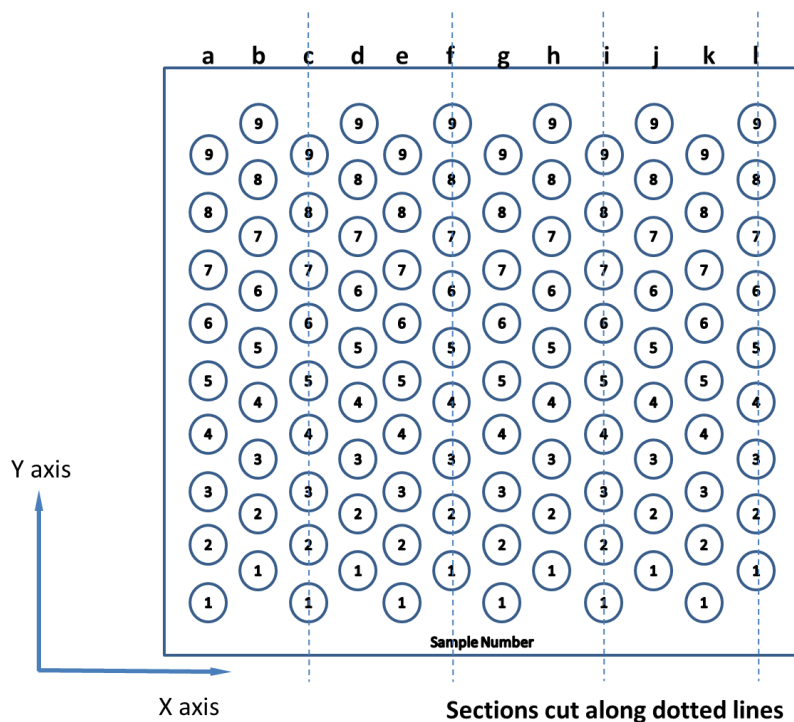 a b c d e f g h i j k l
9 9 9 9 9 9
9 9 9 9 9 9
8 8 8 8 8 8
8 8 8 8 8 8
7 7 7 7 7 7
7 7 7 7 7 7
6 6 6 6 6 6
6 6 6 6 6 6
5 5 5 5 5 5
5 5 5 5 5 5
4 4 4 4 4 4
4 4 4 4 4 4
3 3 3 3 3 3
Y axis
3 3 3 3 3 3
2 2 2 2 2 2
2 2 2 2 2 2
1 1 1 1 1 1
1 1 1 1 1 1
Sample Number
X axis
Sections cut along dotted lines